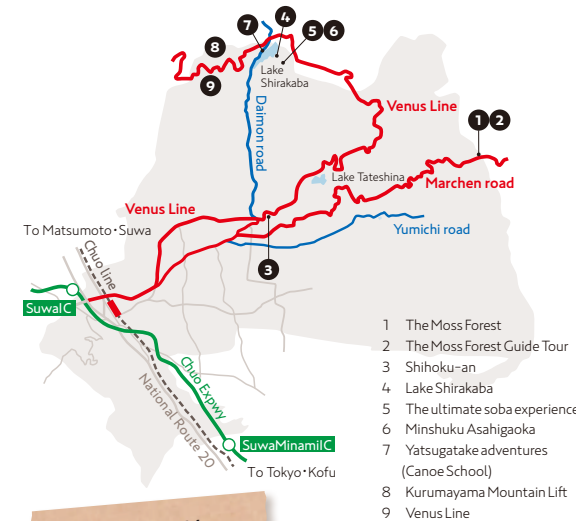 7
4
5 6
8
9
Lake
Shirakaba
Daimon road
Venus Line
1 2
Lake Tateshina
Marchen road
Venus Line
Yumichi road
To Matsumoto・Suwa
3
Chuo line
SuwaIC
Chuo Expwy
National Route 20
SuwaMinamiIC
To Tokyo・Kofu
1 The Moss Forest
2 The Moss Forest Guide Tour
3 Shihoku-an
4 Lake Shirakaba
5 The ultimate soba experience
6 Minshuku Asahigaoka
7 Yatsugatake adventures
(Canoe School)
8 Kurumayama Mountain Lift
9 Venus Line